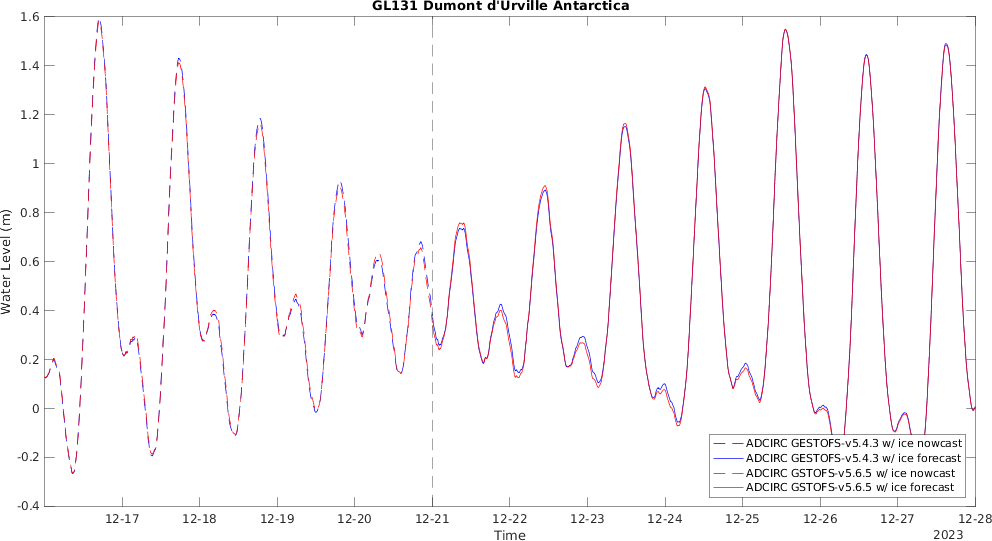 GL131 Dumont d'Urville Antarctica
1.6
1.4
1.2
1
0.8
0.6
0.4
0.2
0
-0.2
-0.4
Water Level (m)
ADCIRC GESTOFS-v5.4.3 w/ ice nowcast
ADCIRC GESTOFS-v5.4.3 w/ ice forecast
ADCIRC GSTOFS-v5.6.5 w/ ice nowcast
ADCIRC GSTOFS-v5.6.5 w/ ice forecast
12-17 12-18 12-19 12-20 12-21 12-22 12-23 12-24 12-25 12-26 12-27 12-28
Time
2023